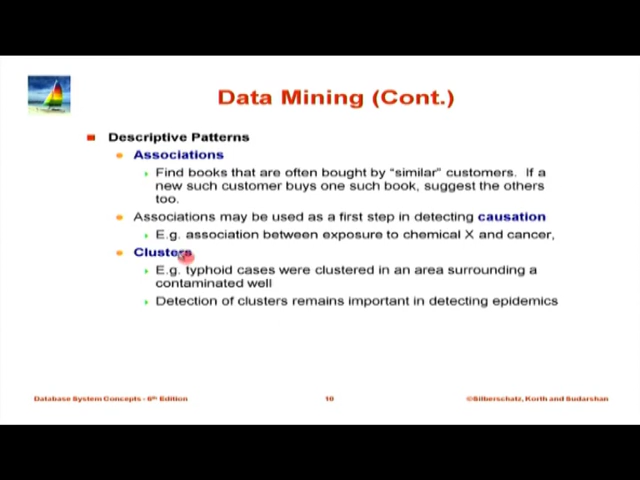 Data Mining (Cont.)
Descriptive Patterns
Associations
Find books that are often bought by “similar” customers. If a
new such customer buys one such book, suggest the others
too.
Associations may be used as a first step in detecting causation
E.g. association between exposure to chemical X and cancer,
Clusters
E.g. typhoid cases were clustered in an area surrounding a
contaminated well
Detection of clusters remains important in detecting epidemics
Database System Concepts - 6th Edition
10
©Silberschatz, Korth and Sudarshan